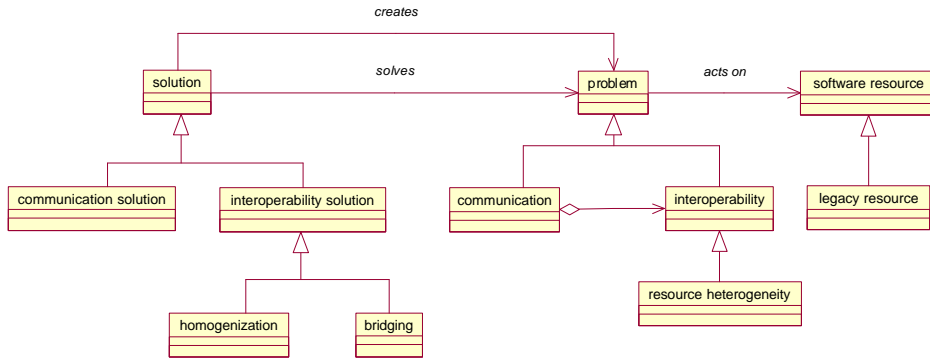 creates
solves
acts on
solution
problem
software resource
communication solution
interoperability solution
communication
interoperability
legacy resource
resource heterogeneity
homogenization
bridging